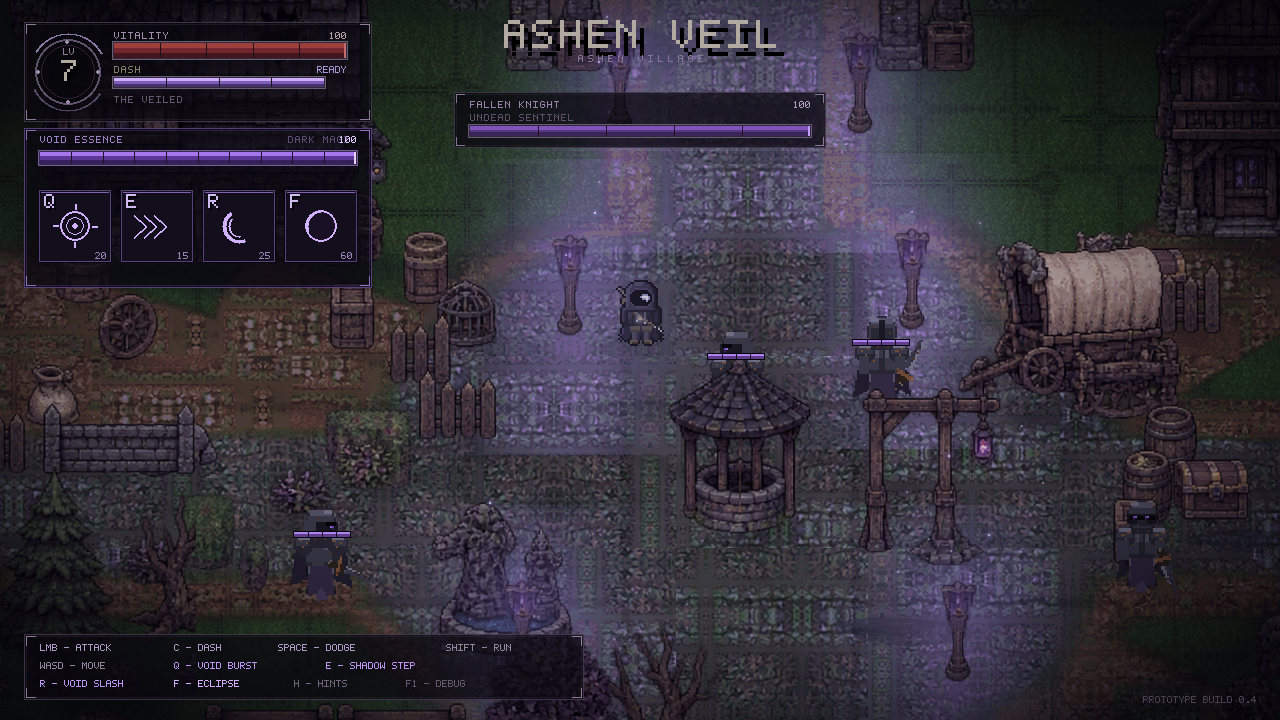 ASHEN VEIL
ASHEN VILLAGE
LV
7
VITALITY 100
DASH READY
THE VEILED
VOID ESSENCE 100
Q E R F
20 15 25 60
FALLEN KNIGHT 100
UNDEAD SENTINEL
LMB - ATTACK C - DASH SPACE - DODGE SHIFT - RUN
WASD - MOVE Q - VOID BURST E - SHADOW STEP
R - VOID SLASH F - ECLIPSE H - HINTS F1 - DEBUG
PROTOTYPE BUILD 0.4